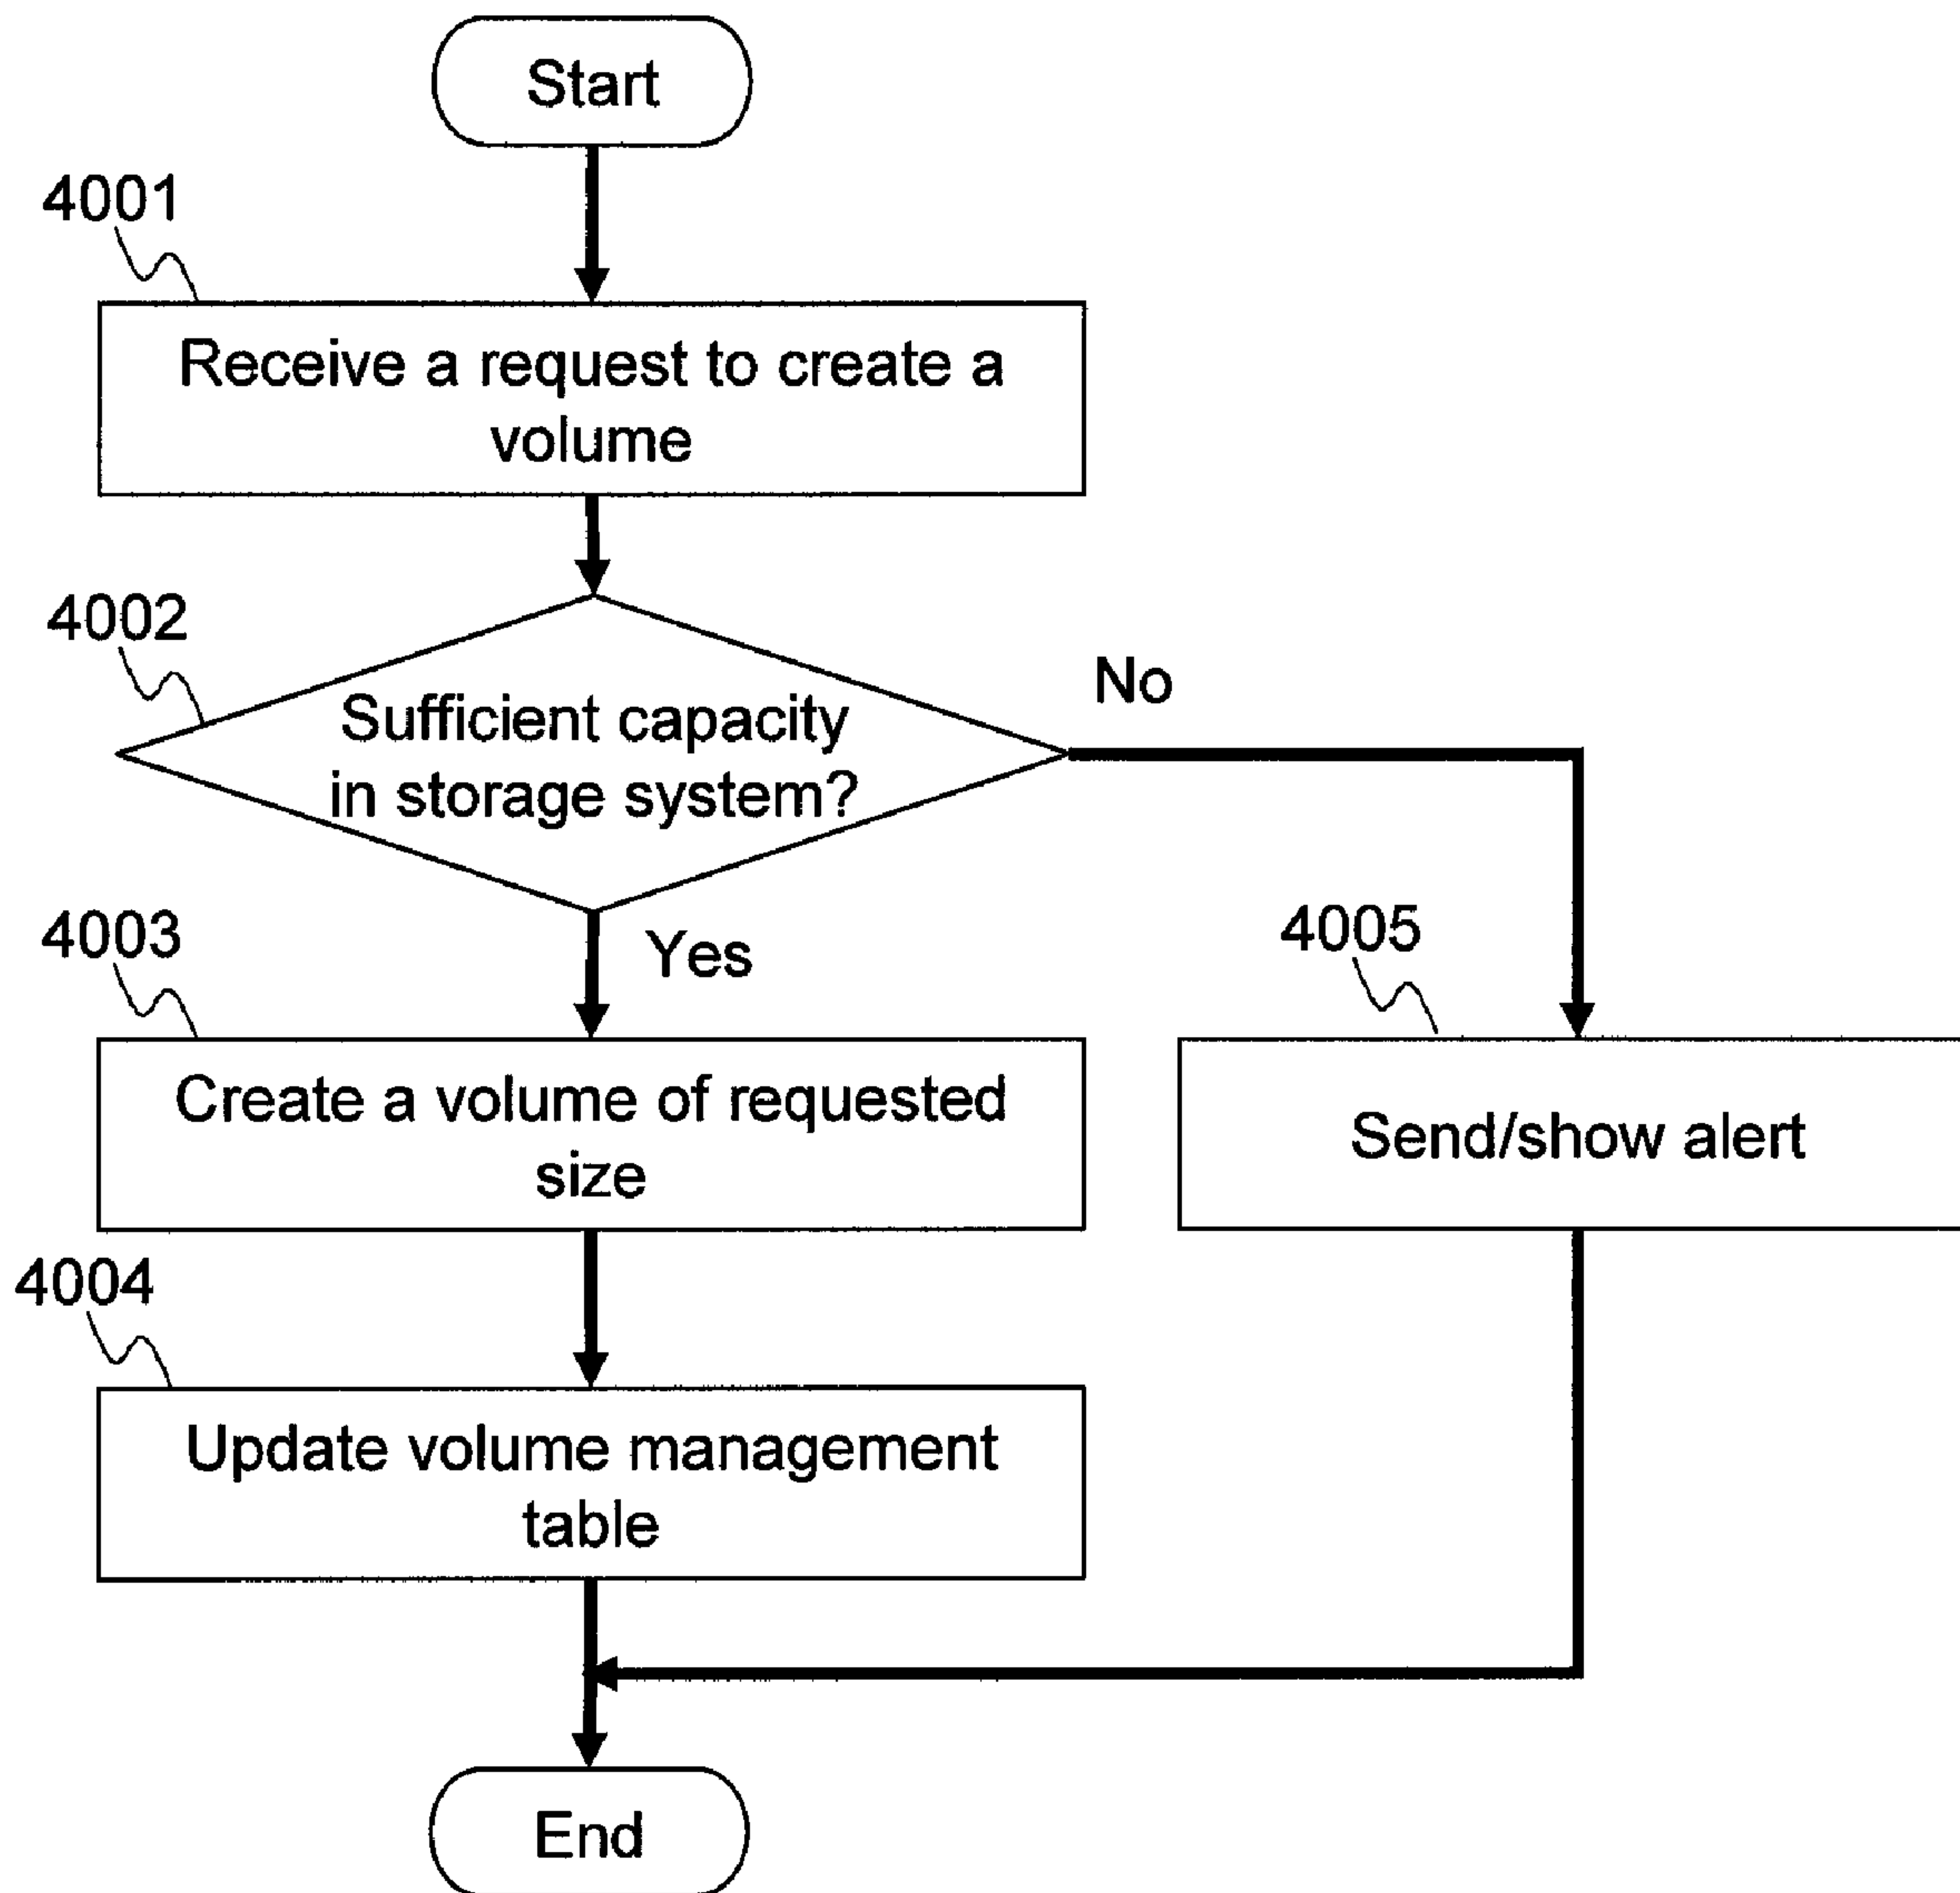 Start
4001
Receive a request to create a
volume
4002
Sufficient capacity
in storage system?
No
Yes
4003
Create a volume of requested
size
4005
Send/show alert
4004
Update volume management
table
End